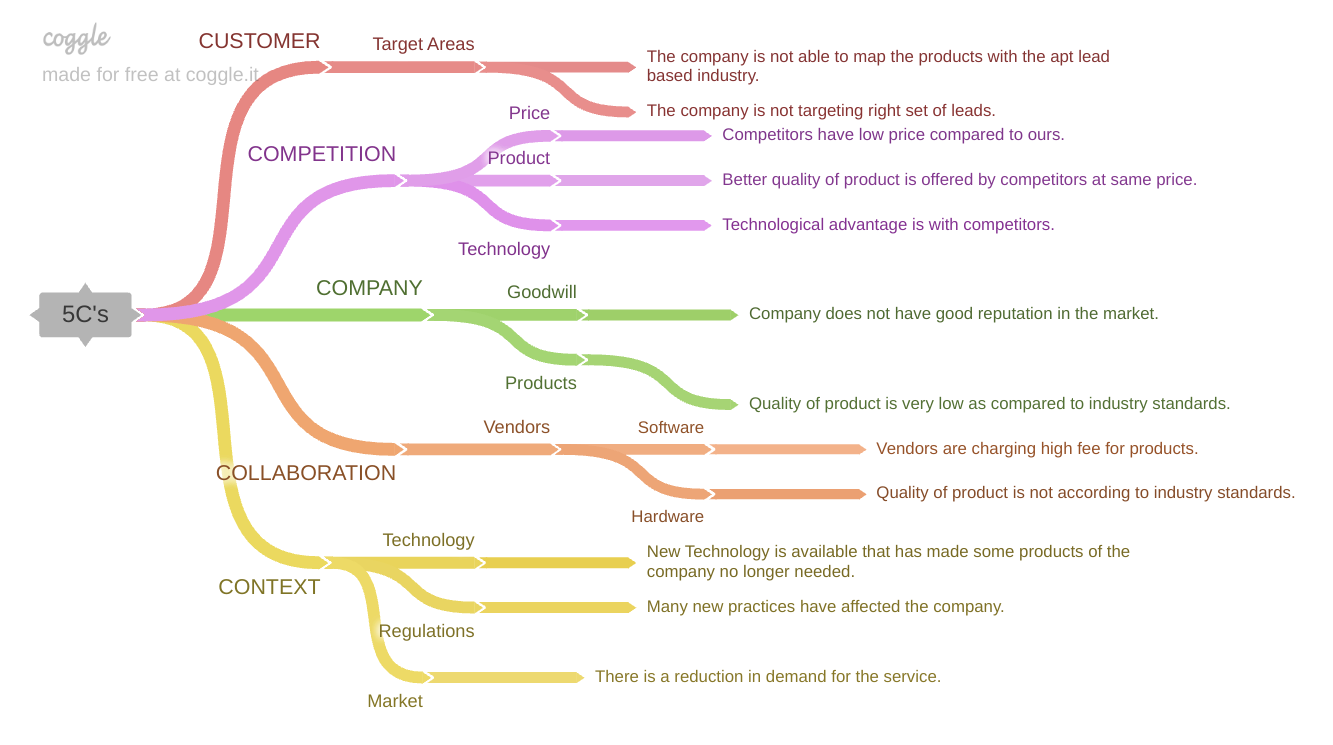 coggle
made for free at coggle.it
5C's
CUSTOMER
Target Areas
The company is not able to map the products with the apt lead
based industry.
The company is not targeting right set of leads.
COMPETITION
Price
Competitors have low price compared to ours.
Product
Better quality of product is offered by competitors at same price.
Technology
Technological advantage is with competitors.
COMPANY
Goodwill
Company does not have good reputation in the market.
Products
Quality of product is very low as compared to industry standards.
COLLABORATION
Vendors
Software
Vendors are charging high fee for products.
Hardware
Quality of product is not according to industry standards.
CONTEXT
Technology
New Technology is available that has made some products of the
company no longer needed.
Regulations
Many new practices have affected the company.
Market
There is a reduction in demand for the service.